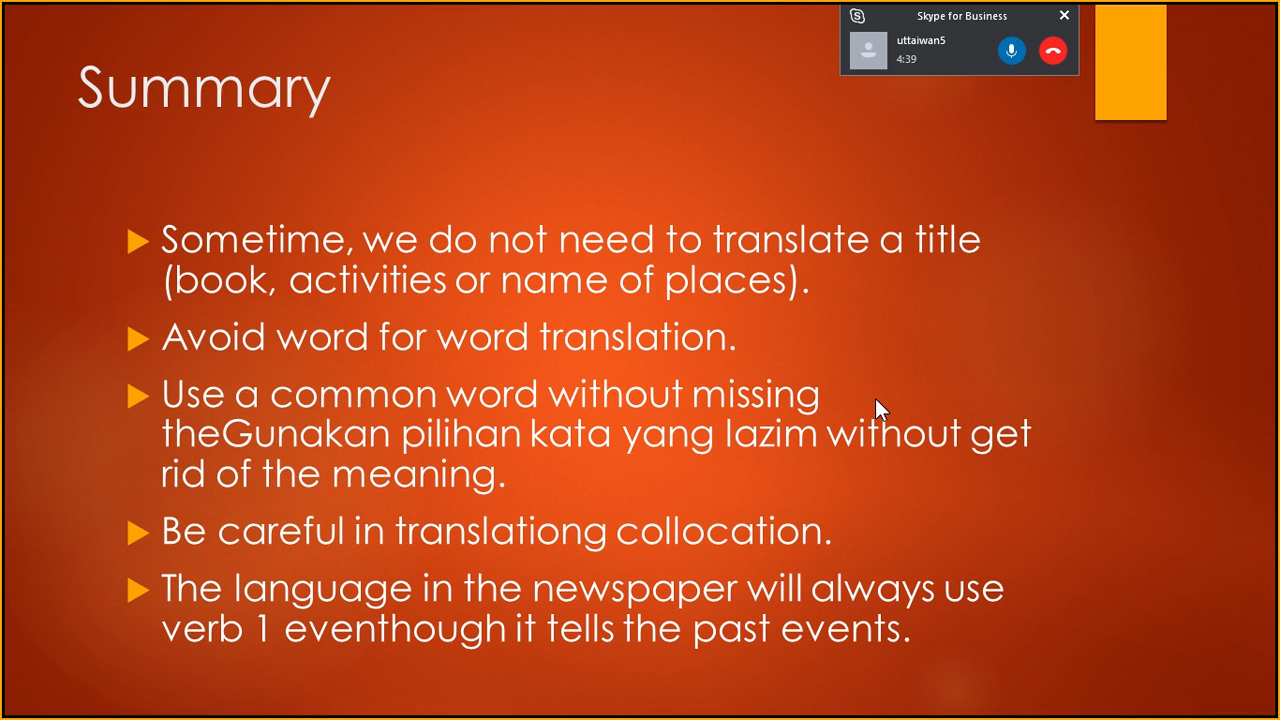 Skype for Business
uttaiwan5
4:39
Summary
Sometime, we do not need to translate a title
(book, activities or name of places).
Avoid word for word translation.
Use a common word without missing
theGunakan pilihan kata yang lazim without get
rid of the meaning.
Be careful in translationg collocation.
The language in the newspaper will always use
verb 1 eventhough it tells the past events.